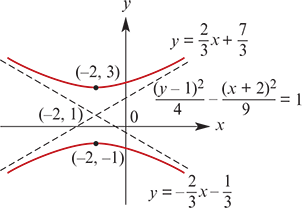 y
y = 2/3 x + 7/3
(−2, 3)
(y − 1)²/4 − (x + 2)²/9 = 1
(−2, 1)
0
x
(−2, −1)
y = −2/3 x − 1/3